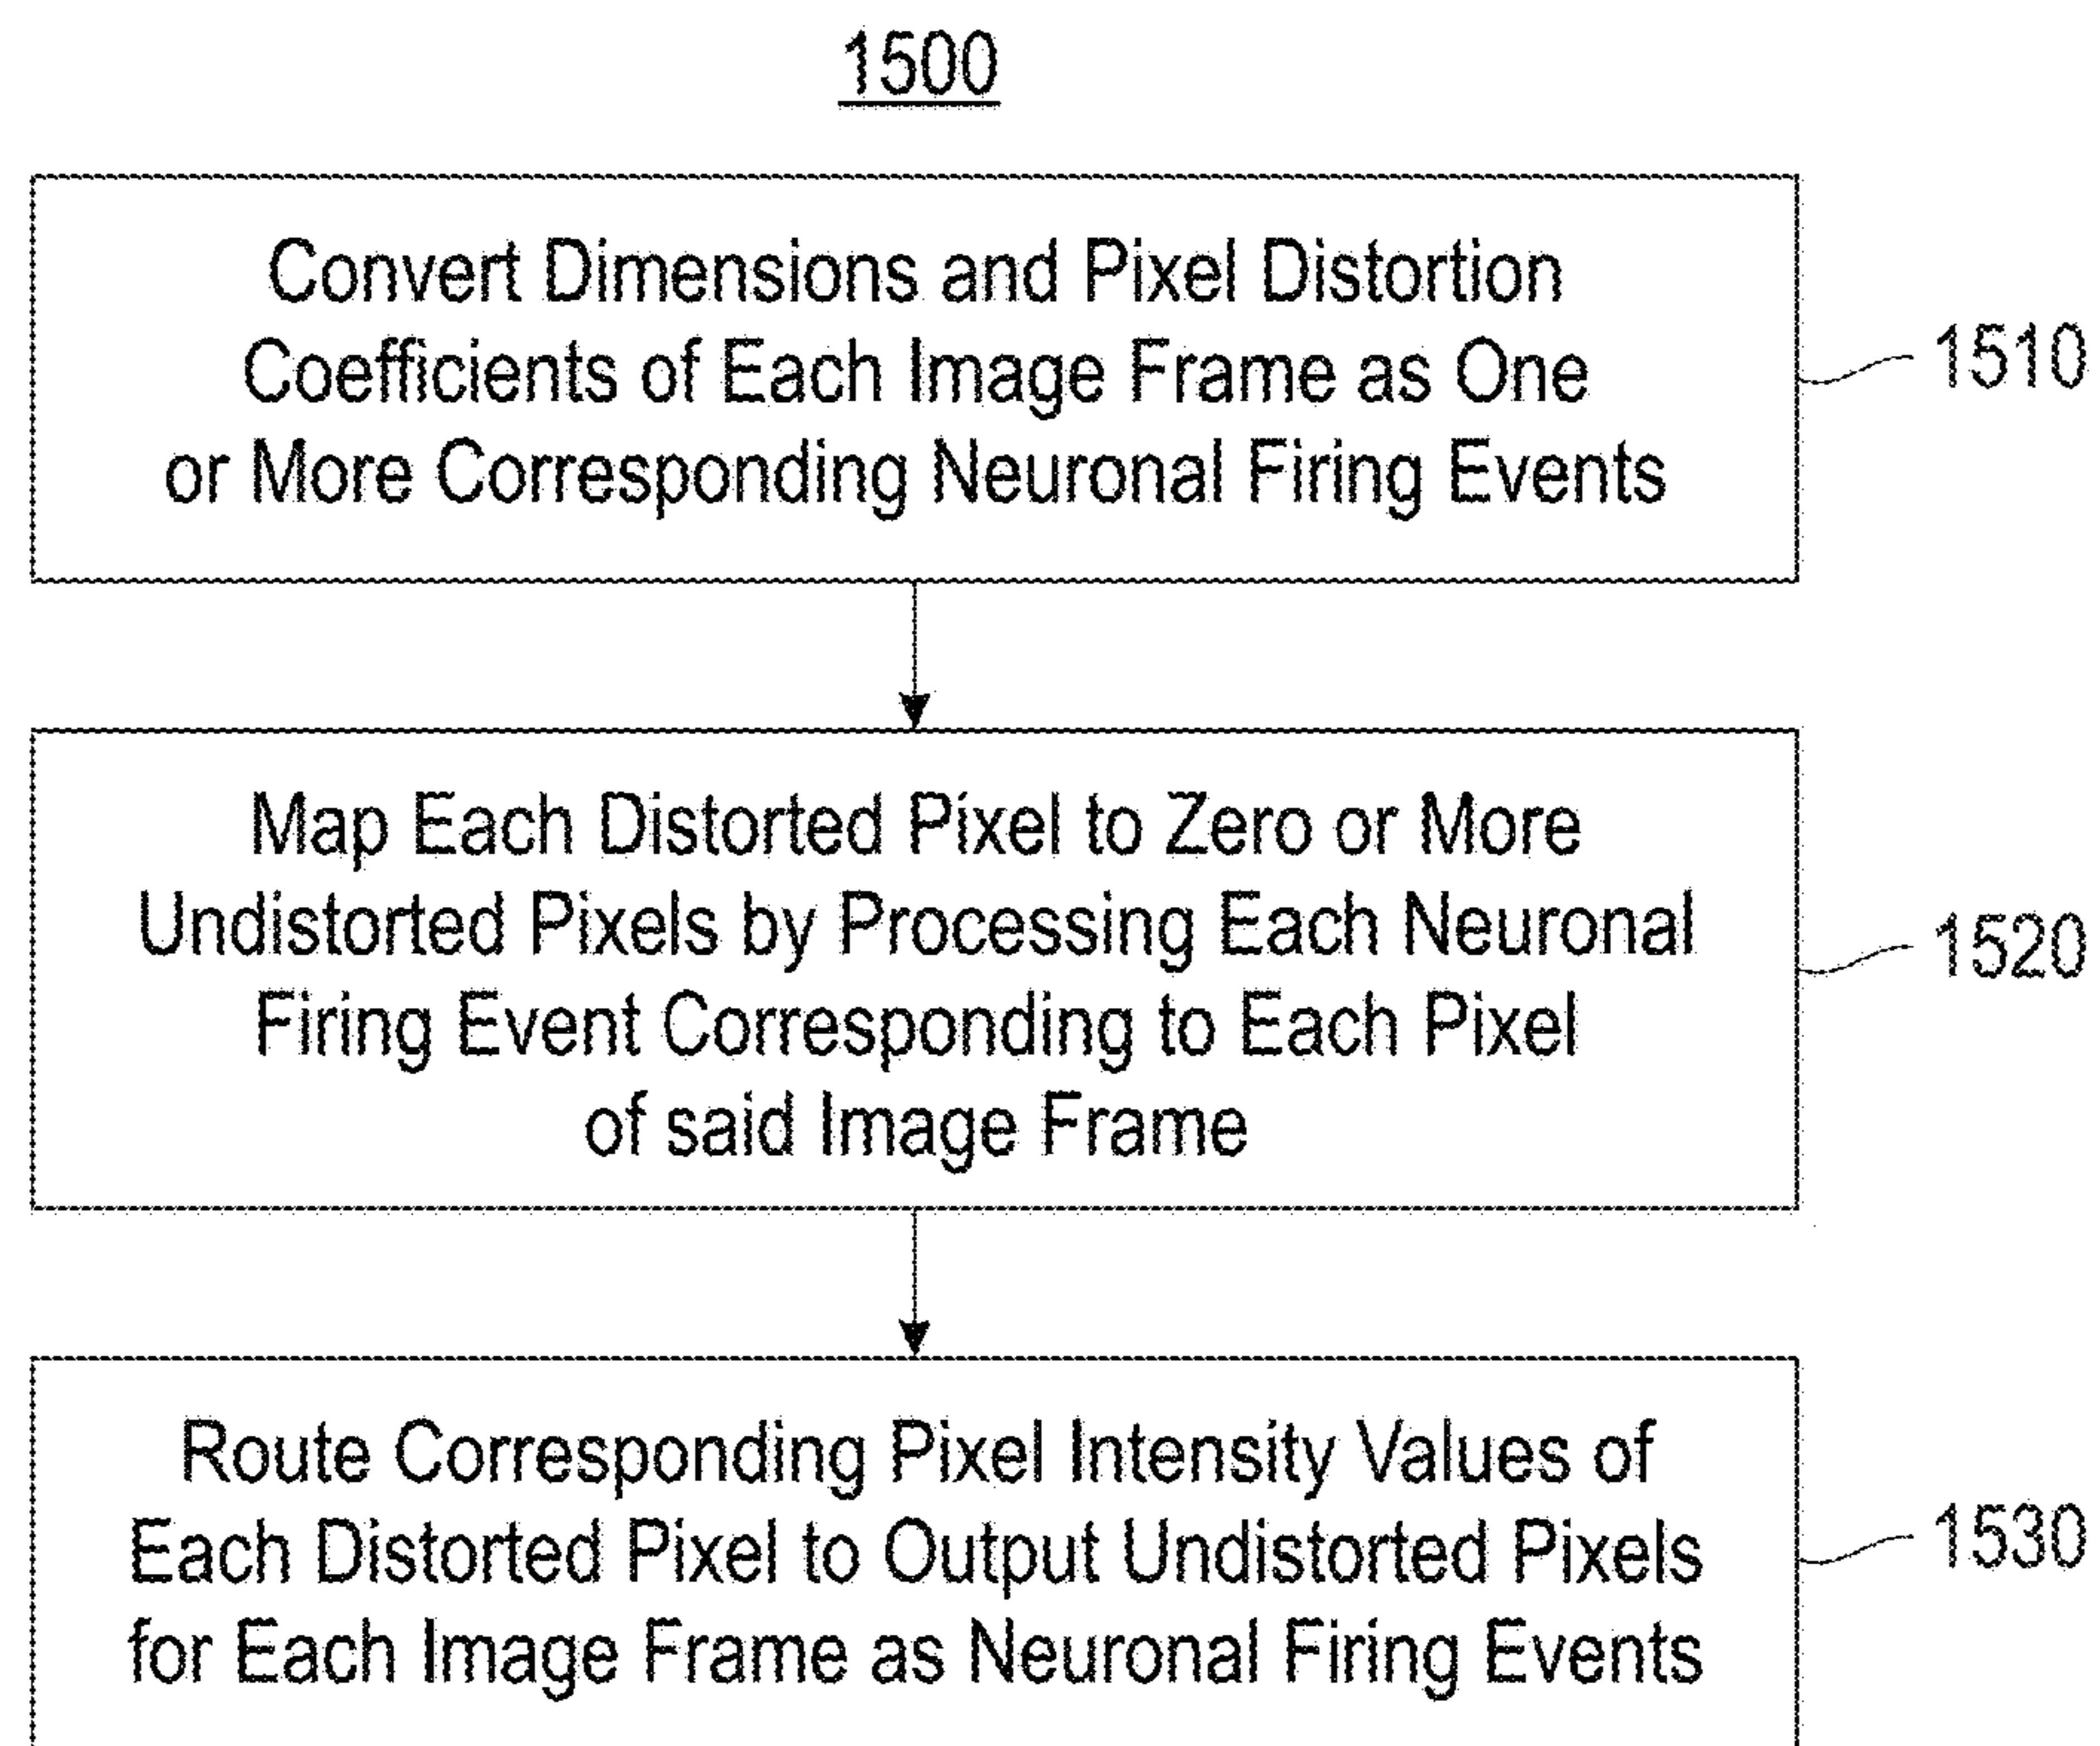 1500
Convert Dimensions and Pixel Distortion
Coefficients of Each Image Frame as One
or More Corresponding Neuronal Firing Events
1510
Map Each Distorted Pixel to Zero or More
Undistorted Pixels by Processing Each Neuronal
Firing Event Corresponding to Each Pixel
of said Image Frame
1520
Route Corresponding Pixel Intensity Values of
Each Distorted Pixel to Output Undistorted Pixels
for Each Image Frame as Neuronal Firing Events
1530